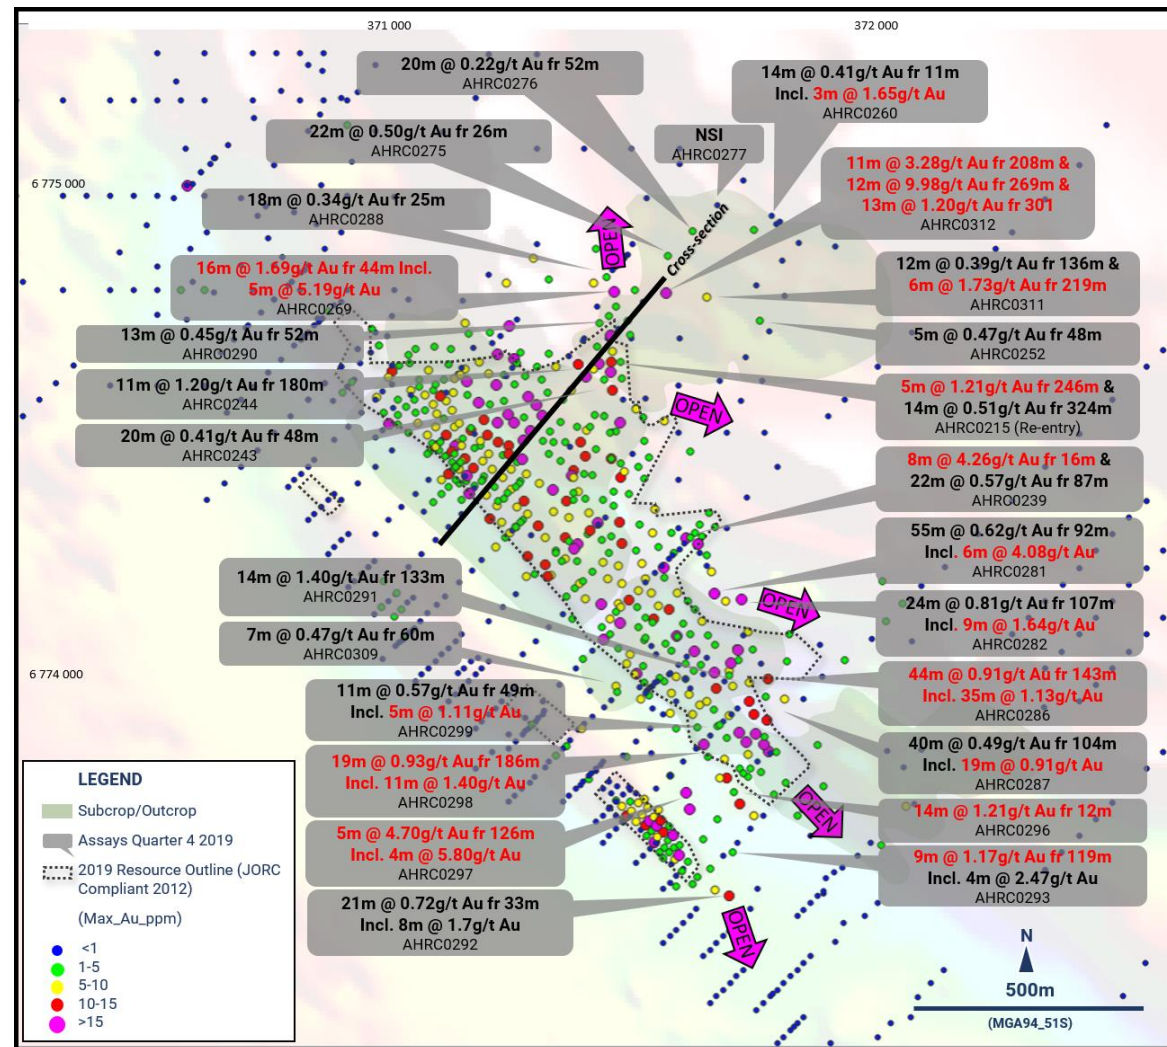 371 000
372 000
20m @ 0.22g/t Au fr 52m
AHRC0276
14m @ 0.41g/t Au fr 11m
Incl. 3m @ 1.65g/t Au
AHRC0260
22m @ 0.50g/t Au fr 26m
AHRC0275
NSI
AHRC0277
6 775 000
11m @ 3.28g/t Au fr 208m &
12m @ 9.98g/t Au fr 269m &
13m @ 1.20g/t Au fr 301
AHRC0312
18m @ 0.34g/t Au fr 25m
AHRC0288
OPEN
Cross-section
16m @ 1.69g/t Au fr 44m Incl.
5m @ 5.19g/t Au
AHRC0269
12m @ 0.39g/t Au fr 136m &
6m @ 1.73g/t Au fr 219m
AHRC0311
13m @ 0.45g/t Au fr 52m
AHRC0290
5m @ 0.47g/t Au fr 48m
AHRC0252
11m @ 1.20g/t Au fr 180m
AHRC0244
5m @ 1.21g/t Au fr 246m &
14m @ 0.51g/t Au fr 324m
AHRC0215 (Re-entry)
OPEN
20m @ 0.41g/t Au fr 48m
AHRC0243
8m @ 4.26g/t Au fr 16m &
22m @ 0.57g/t Au fr 87m
AHRC0239
55m @ 0.62g/t Au fr 92m
Incl. 6m @ 4.08g/t Au
AHRC0281
14m @ 1.40g/t Au fr 133m
AHRC0291
OPEN
24m @ 0.81g/t Au fr 107m
Incl. 9m @ 1.64g/t Au
AHRC0282
7m @ 0.47g/t Au fr 60m
AHRC0309
6 774 000
44m @ 0.91g/t Au fr 143m
Incl. 35m @ 1.13g/t Au
AHRC0286
11m @ 0.57g/t Au fr 49m
Incl. 5m @ 1.11g/t Au
AHRC0299
40m @ 0.49g/t Au fr 104m
Incl. 19m @ 0.91g/t Au
AHRC0287
19m @ 0.93g/t Au fr 186m
Incl. 11m @ 1.40g/t Au
AHRC0298
OPEN
14m @ 1.21g/t Au fr 12m
AHRC0296
5m @ 4.70g/t Au fr 126m
Incl. 4m @ 5.80g/t Au
AHRC0297
9m @ 1.17g/t Au fr 119m
Incl. 4m @ 2.47g/t Au
AHRC0293
21m @ 0.72g/t Au fr 33m
Incl. 8m @ 1.7g/t Au
AHRC0292
OPEN
LEGEND
Subcrop/Outcrop
Assays Quarter 4 2019
2019 Resource Outline (JORC
Compliant 2012)
(Max_Au_ppm)
<1
1-5
5-10
10-15
>15
N
500m
(MGA94_51S)